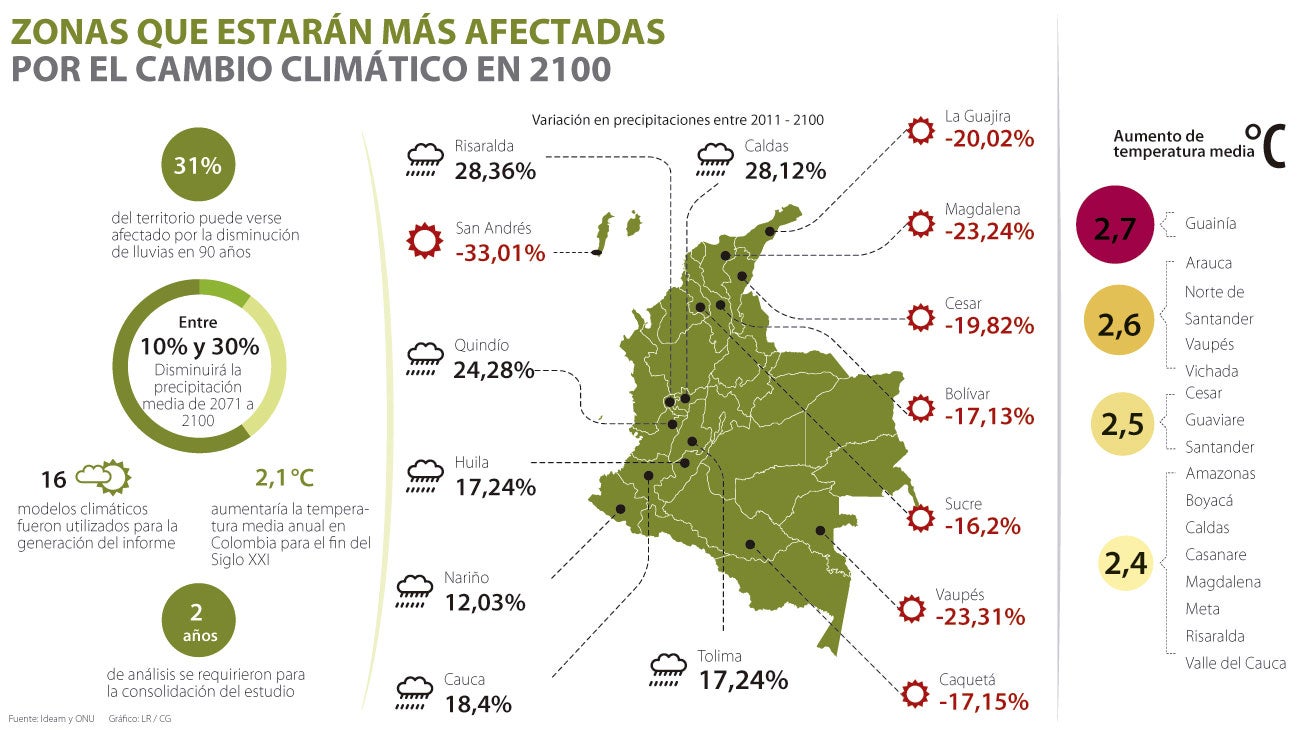 ZONAS QUE ESTARÁN MÁS AFECTADAS
POR EL CAMBIO CLIMÁTICO EN 2100
31%
del territorio puede verse
afectado por la disminución
de lluvias en 90 años
Entre
10% y 30%
Disminuirá la
precipitación
media de 2071 a
2100
16
modelos climáticos
fueron utilizados para la
generación del informe
2,1 °C
aumentaría la tempera-
tura media anual en
Colombia para el fin del
Siglo XXI
2
años
de análisis se requirieron para
la consolidación del estudio
Fuente: Ideam y ONU
Gráfico: LR / CG
Variación en precipitaciones entre 2011 - 2100
Risaralda
28,36%
San Andrés
-33,01%
Quindío
24,28%
Huila
17,24%
Nariño
12,03%
Cauca
18,4%
Caldas
28,12%
Tolima
17,24%
La Guajira
-20,02%
Magdalena
-23,24%
Cesar
-19,82%
Bolívar
-17,13%
Sucre
-16,2%
Vaupés
-23,31%
Caquetá
-17,15%
Aumento de
temperatura media °C
2,7
Guainía
2,6
Arauca
Norte de
Santander
Vaupés
Vichada
2,5
Cesar
Guaviare
Santander
2,4
Amazonas
Boyacá
Caldas
Casanare
Magdalena
Meta
Risaralda
Valle del Cauca